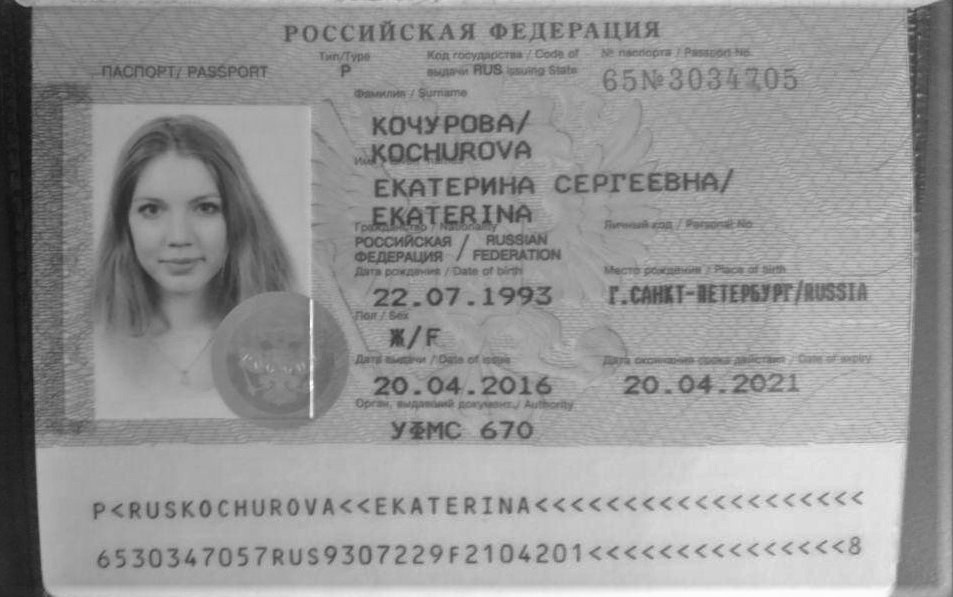 РОССИЙСКАЯ ФЕДЕРАЦИЯ
ПАСПОРТ/ PASSPORT
Тип/Type
P
Код государства / Code of
выдачи RUS issuing State
№ паспорта / Passport No.
65№3034705
Фамилия / Surname
КОЧУРОВА/
KOCHUROVA
ЕКАТЕРИНА СЕРГЕЕВНА/
EKATERINA
Гражданство / Nationality
Личный код / Personal No
РОССИЙСКАЯ / RUSSIAN
ФЕДЕРАЦИЯ / FEDERATION
Дата рождения / Date of birth
22.07.1993
Место рождения / Place of birth
Г.САНКТ-ПЕТЕРБУРГ/RUSSIA
Пол / Sex
Ж/F
Дата выдачи / Date of issue
20.04.2016
Дата окончания срока действия / Date of expiry
20.04.2021
Орган, выдавший документ / Authority
УФМС 670
P<RUSKOCHUROVA<<EKATERINA<<<<<<<<<<<<<<<<<<<
6530347057RUS9307229F2104201<<<<<<<<<<<<<<<8